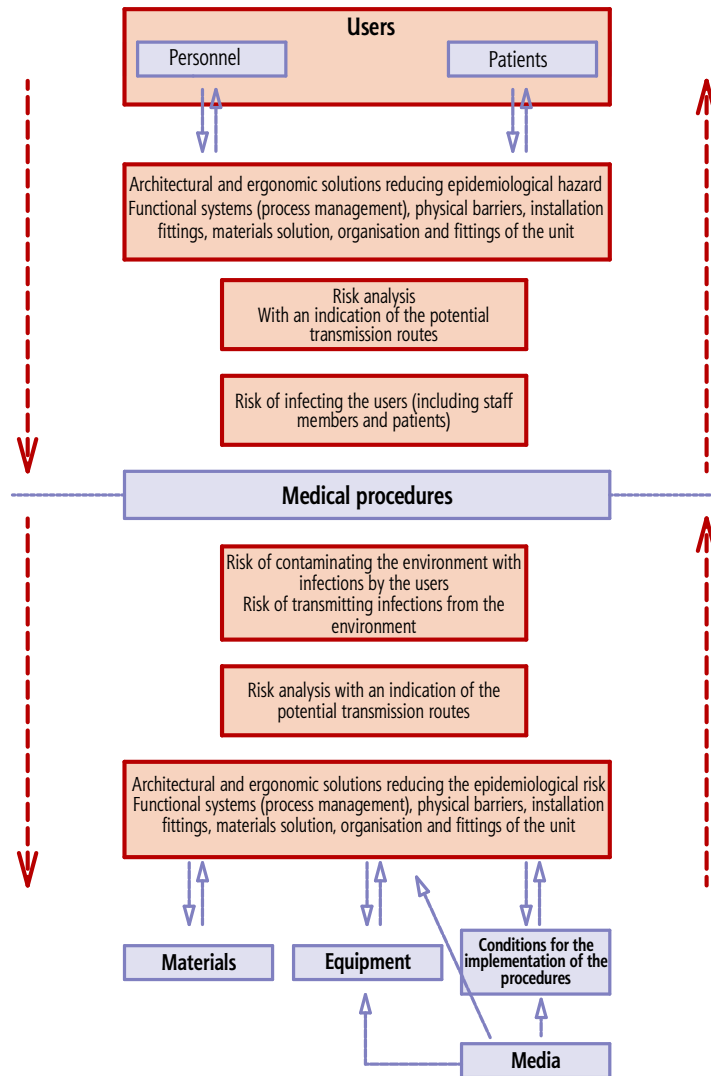 Users
Personnel
Patients
Architectural and ergonomic solutions reducing epidemiological hazard
Functional systems (process management), physical barriers, installation
fittings, materials solution, organisation and fittings of the unit
Risk analysis
With an indication of the potential
transmission routes
Risk of infecting the users (including staff
members and patients)
Medical procedures
Risk of contaminating the environment with
infections by the users
Risk of transmitting infections from the
environment
Risk analysis with an indication of the
potential transmission routes
Architectural and ergonomic solutions reducing the epidemiological risk
Functional systems (process management), physical barriers, installation
fittings, materials solution, organisation and fittings of the unit
Materials
Equipment
Conditions for the
implementation of the
procedures
Media